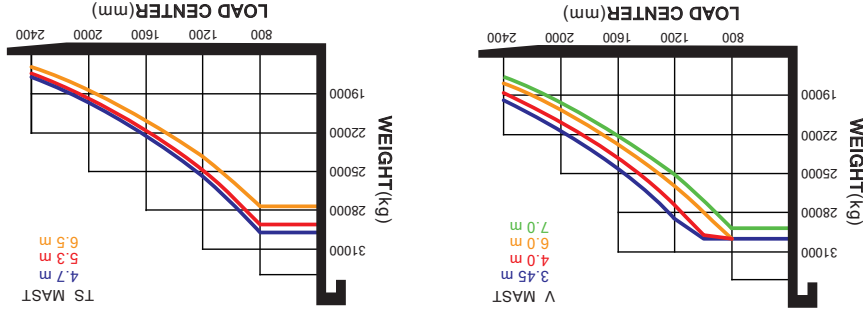 V MAST
3.45 m
4.0 m
6.0 m
7.0 m
WEIGHT(kg)
31000
28000
25000
22000
19000
800
1200
1600
2000
2400
LOAD CENTER(mm)
TS MAST
4.7 m
5.3 m
6.5 m
WEIGHT(kg)
31000
28000
25000
22000
19000
800
1200
1600
2000
2400
LOAD CENTER(mm)